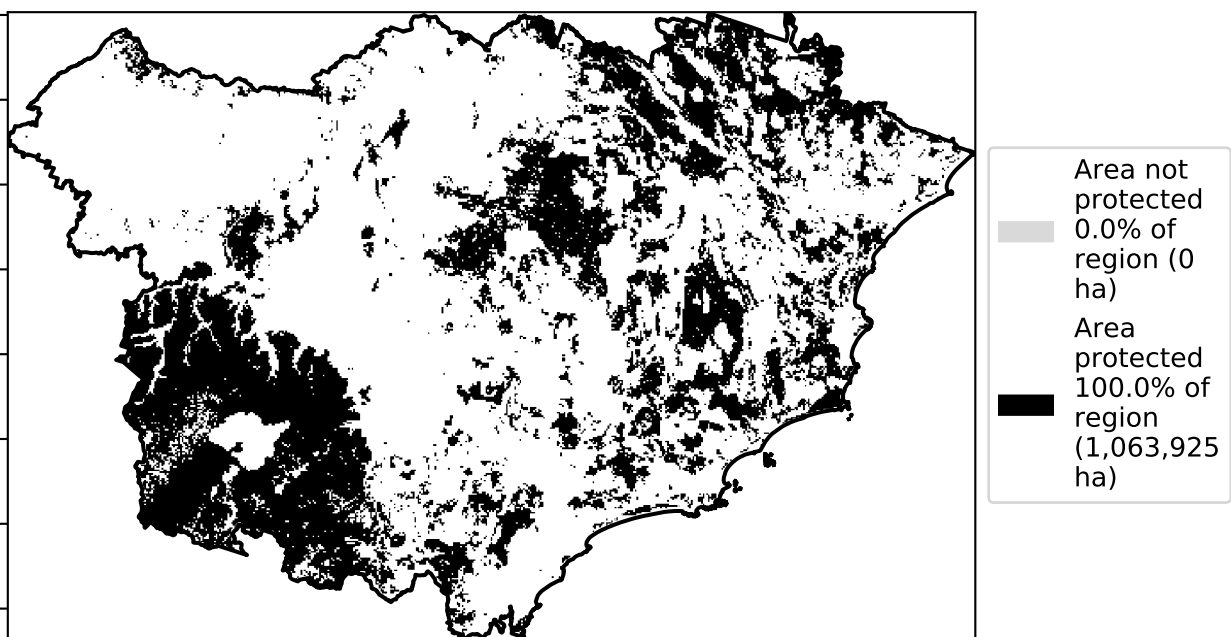 Area not
protected
0.0% of
region (0
ha)
Area
protected
100.0% of
region
(1,063,925
ha)